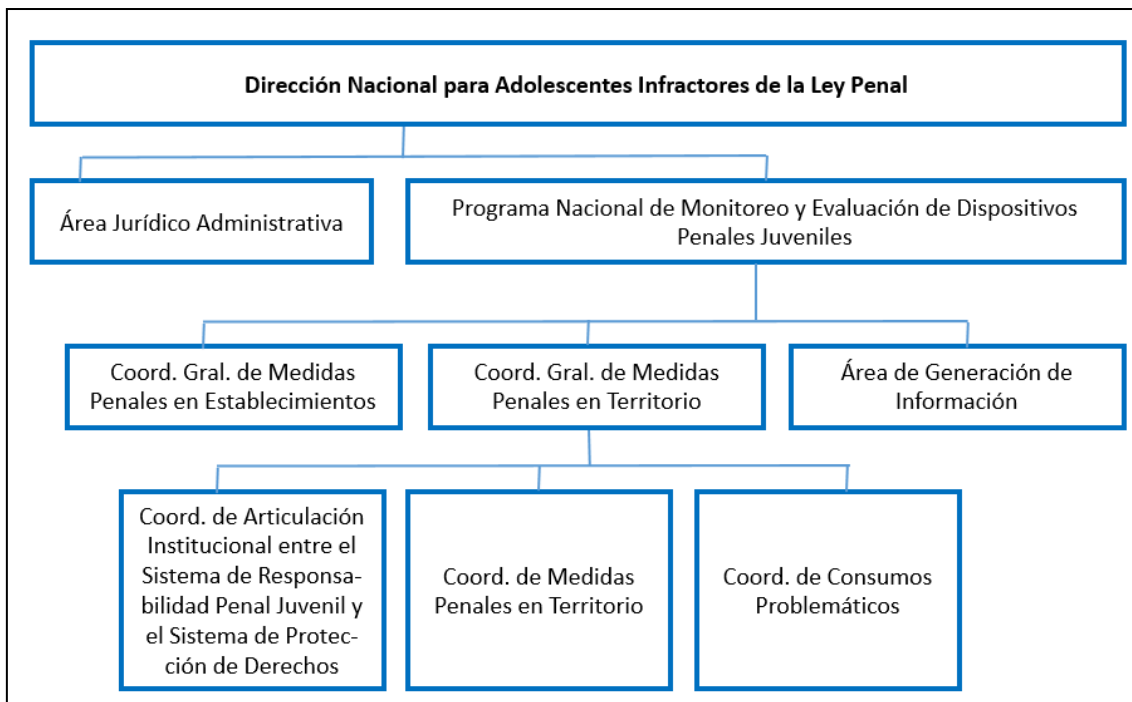 Dirección Nacional para Adolescentes Infractores de la Ley Penal
Área Jurídico Administrativa
Programa Nacional de Monitoreo y Evaluación de Dispositivos
Penales Juveniles
Coord. Gral. de Medidas
Penales en Establecimientos
Coord. Gral. de Medidas
Penales en Territorio
Área de Generación de
Información
Coord. de Articulación
Institucional entre el
Sistema de Responsa-
bilidad Penal Juvenil y
el Sistema de Protec-
ción de Derechos
Coord. de Medidas
Penales en Territorio
Coord. de Consumos
Problemáticos